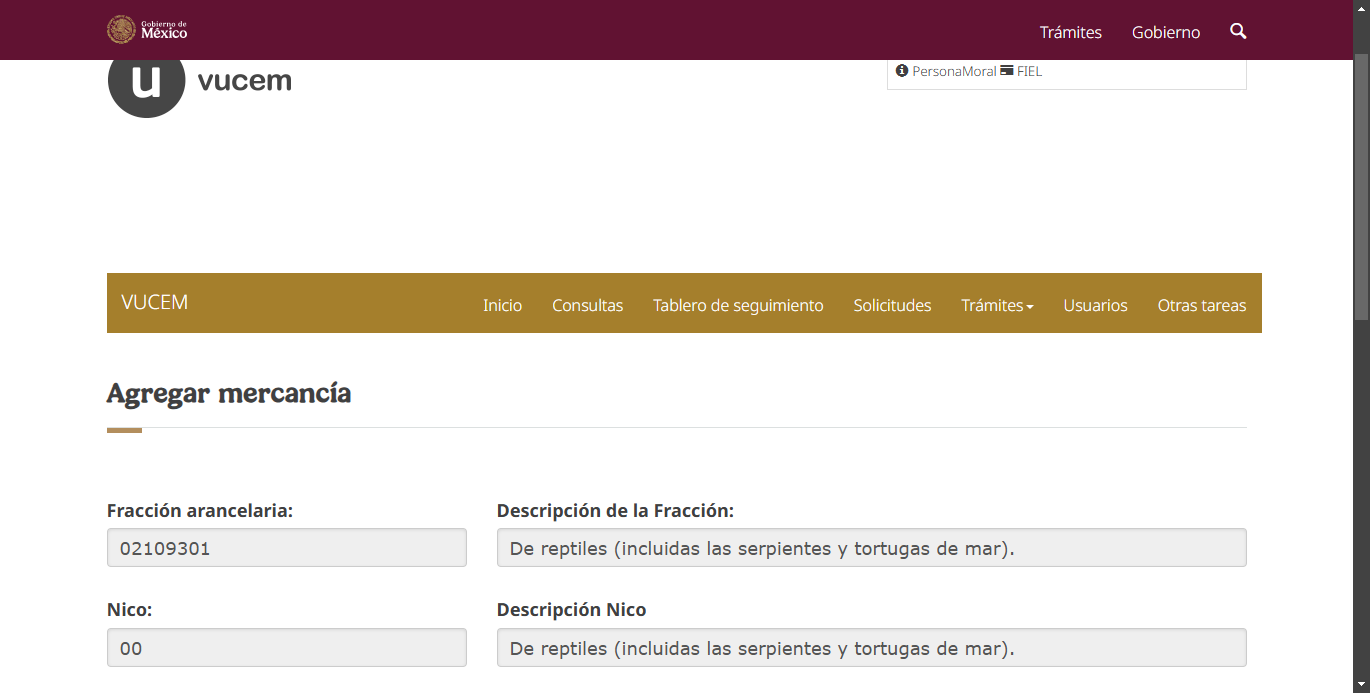 Gobierno de
México
Trámites Gobierno
u vucem
PersonaMoral FIEL
VUCEM Inicio Consultas Tablero de seguimiento Solicitudes Trámites Usuarios Otras tareas
Agregar mercancía
Fracción arancelaria: Descripción de la Fracción:
02109301 De reptiles (incluidas las serpientes y tortugas de mar).
Nico: Descripción Nico
00 De reptiles (incluidas las serpientes y tortugas de mar).